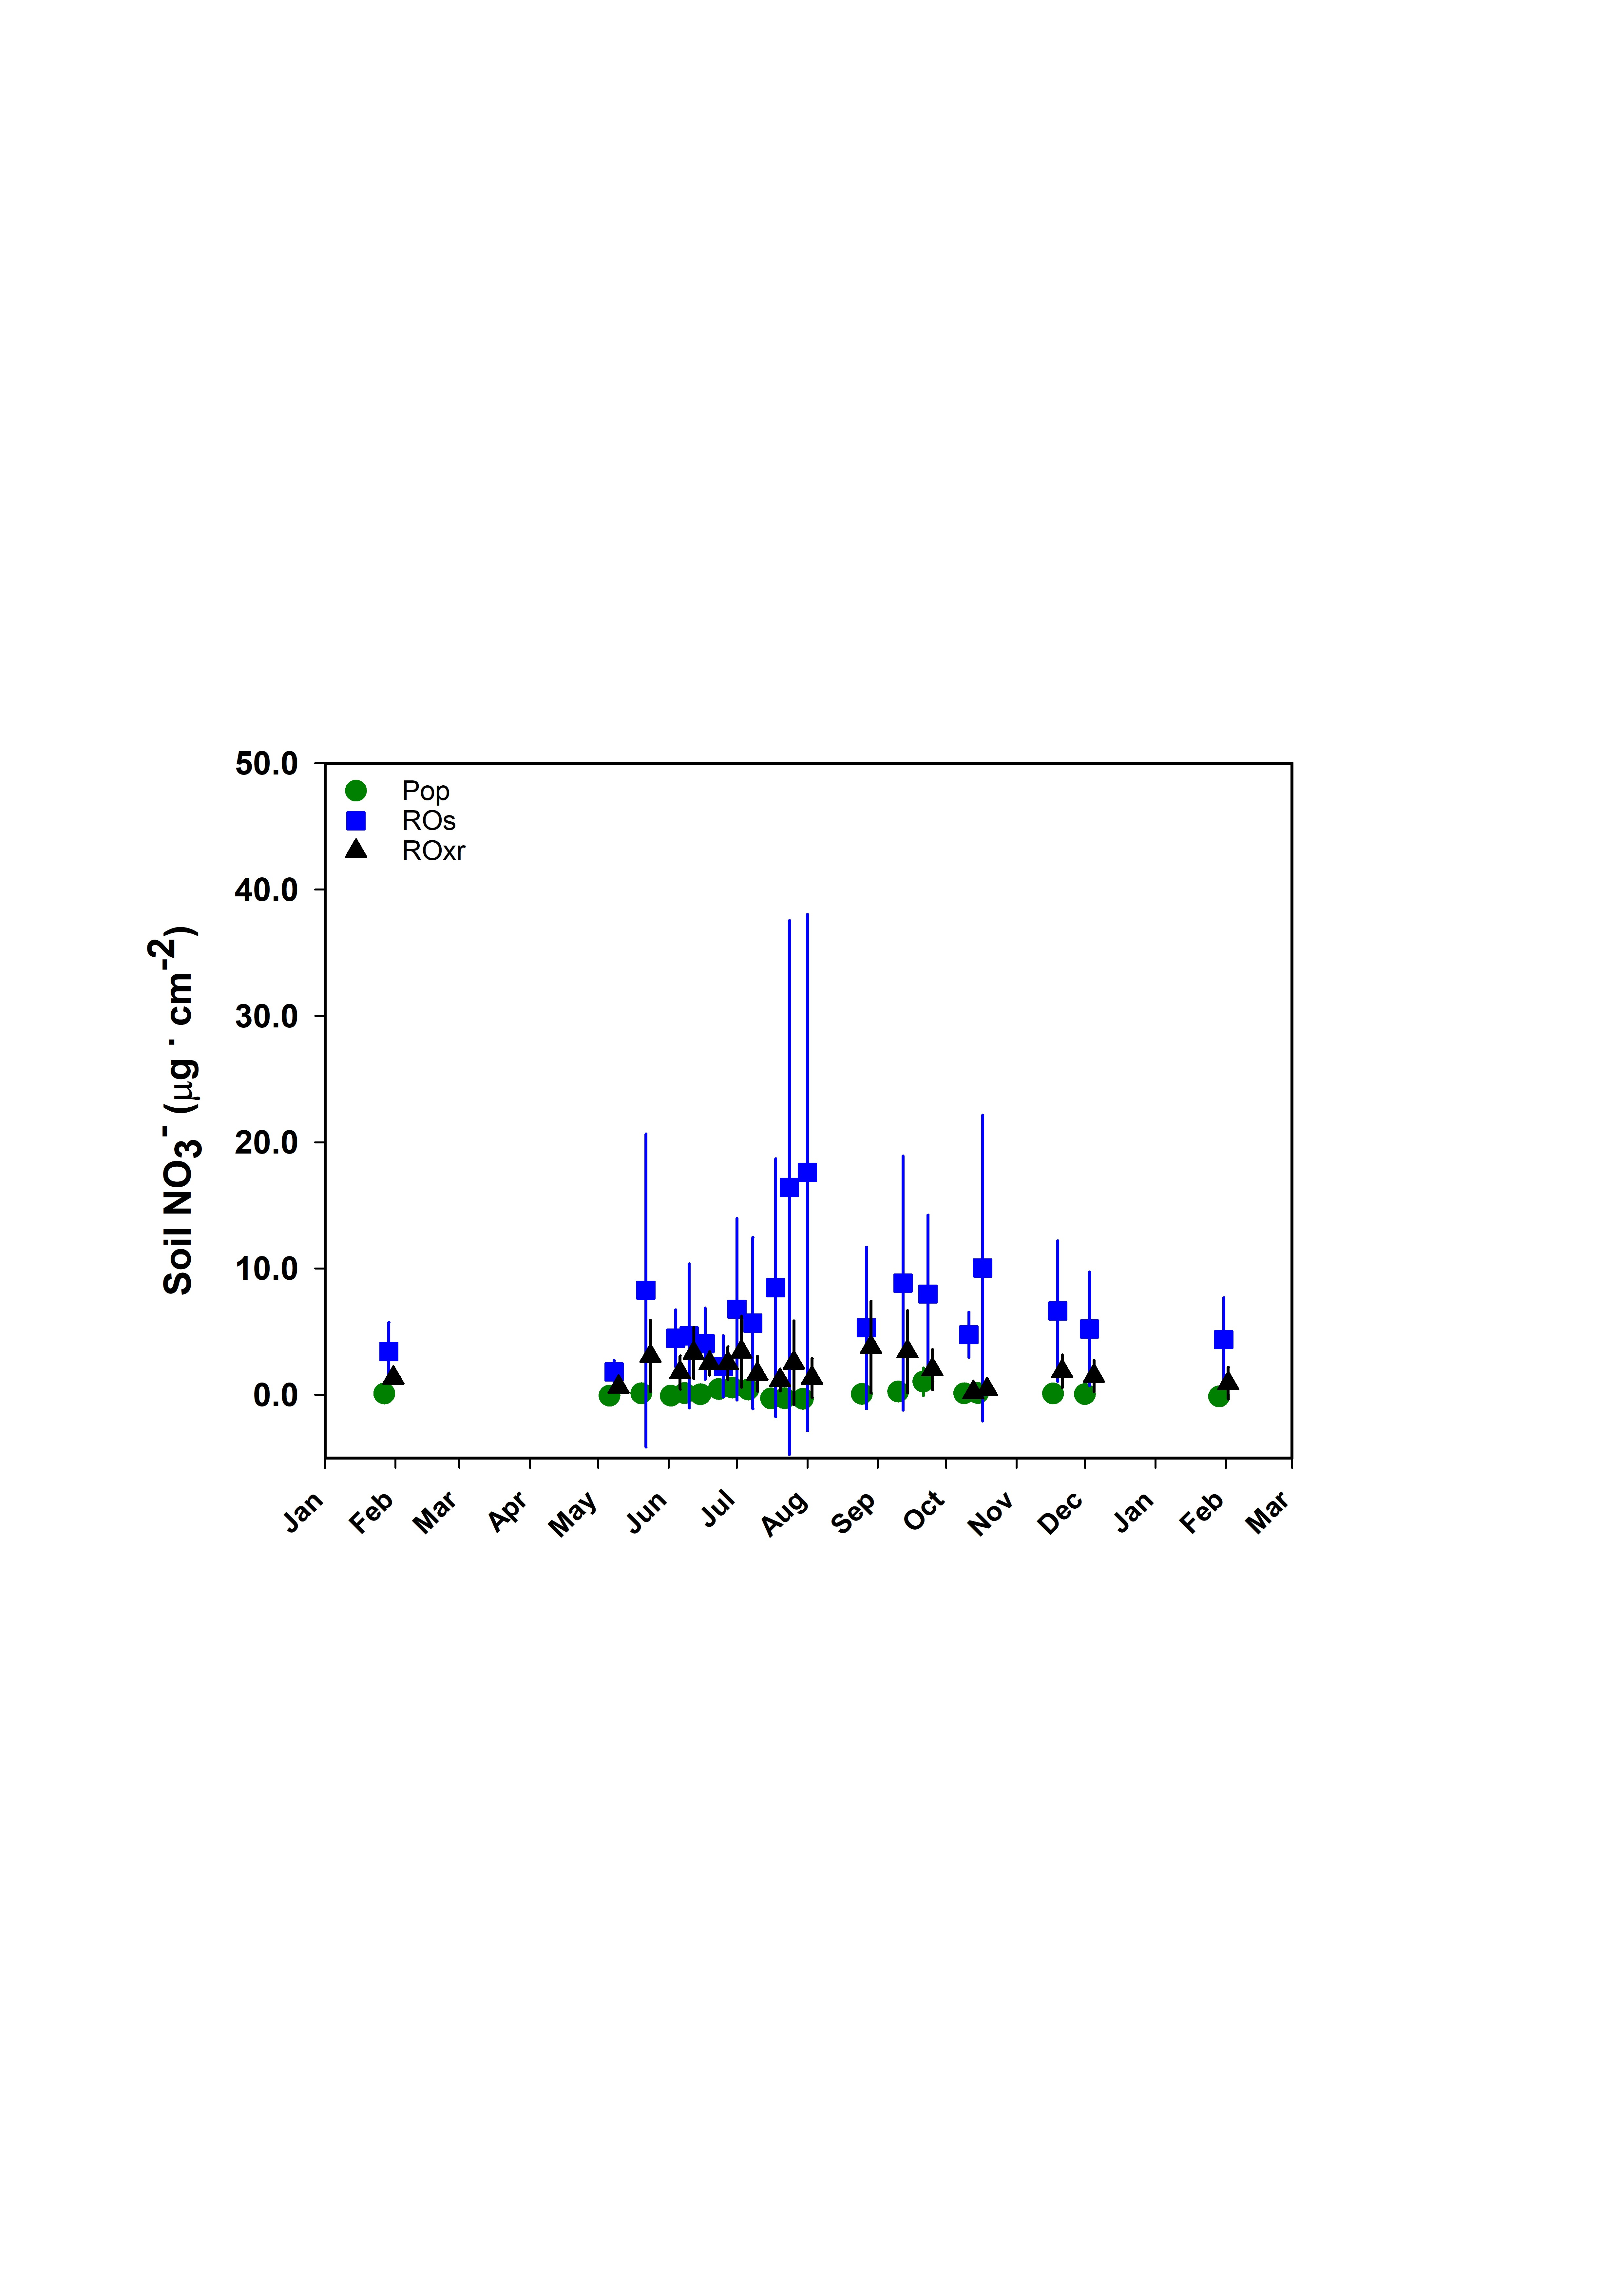 50.0
Pop
ROs
ROxr
40.0
30.0
20.0
10.0
0.0
Soil NO3⁻ (μg · cm⁻²)
Jan Feb Mar Apr May Jun Jul Aug Sep Oct Nov Dec Jan Feb Mar